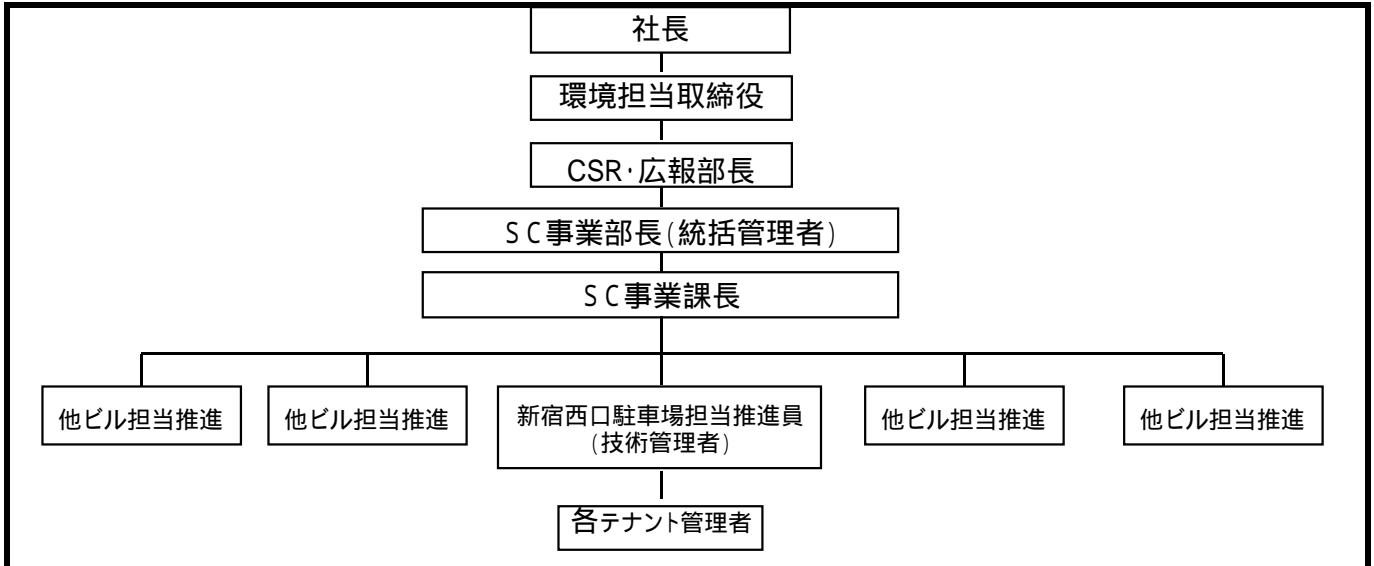 社長
環境担当取締役
CSR・広報部長
SC事業部長(統括管理者)
SC事業課長
他ビル担当推進
他ビル担当推進
新宿西口駐車場担当推進員
(技術管理者)
他ビル担当推進
他ビル担当推進
各テナント管理者